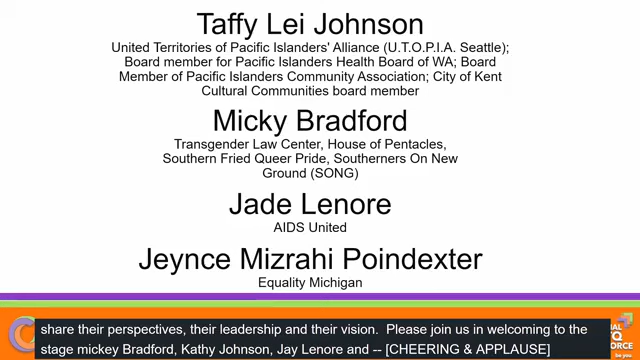 Taffy Lei Johnson
United Territories of Pacific Islanders' Alliance (U.T.O.P.I.A. Seattle);
Board member for Pacific Islanders Health Board of WA; Board
Member of Pacific Islanders Community Association; City of Kent
Cultural Communities board member
Micky Bradford
Transgender Law Center, House of Pentacles,
Southern Fried Queer Pride, Southerners On New
Ground (SONG)
Jade Lenore
AIDS United
Jeynce Mizrahi Poindexter
Equality Michigan
share their perspectives, their leadership and their vision.  Please join us in welcoming to the
stage mickey Bradford, Kathy Johnson, Jay Lenore and -- [CHEERING & APPLAUSE]